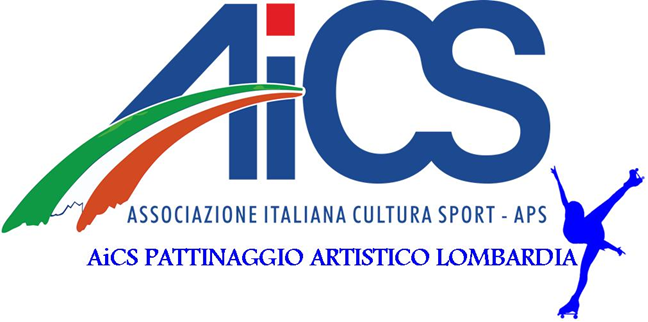 AiCS
ASSOCIAZIONE ITALIANA CULTURA SPORT - APS
AiCS PATTINAGGIO ARTISTICO LOMBARDIA